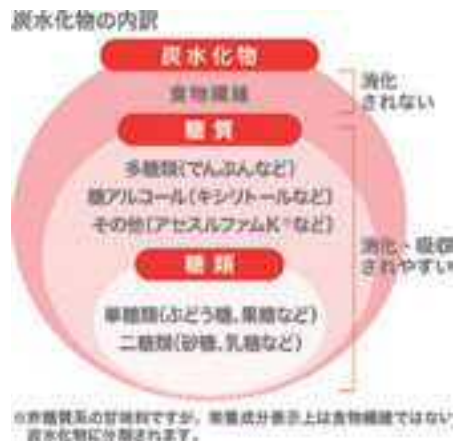 炭水化物の内訳
炭水化物
食物繊維
消化
されない
糖質
多糖類(でんぷんなど)
糖アルコール(キシリトールなど)
その他(アセスルファムK※など)
消化・吸収
されやすい
糖類
単糖類(ぶどう糖、果糖など)
二糖類(砂糖、乳糖など)
※非糖質系の甘味料ですが、栄養成分表示上は食物繊維ではない
炭水化物に分類されます。